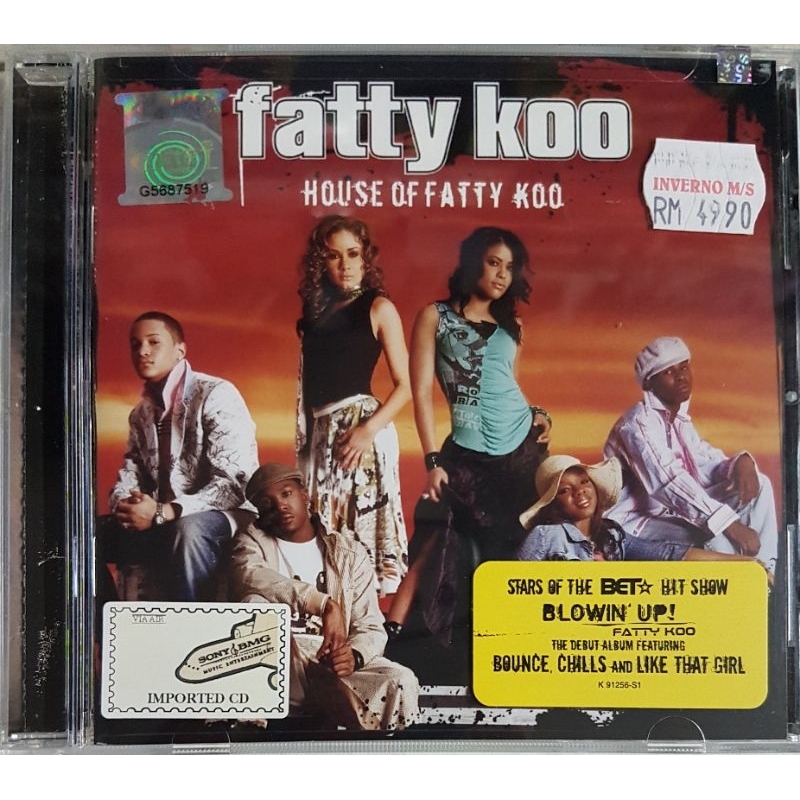 fatty koo
HOUSE OF FATTY KOO
G5687519
INVERNO M/S
RM 49.90
VIA AIR
SONY BMG
MUSIC ENTERTAINMENT
IMPORTED CD
STARS OF THE BET☆ HIT SHOW
BLOWIN' UP!
FATTY KOO
THE DEBUT ALBUM FEATURING
BOUNCE, CHILLS AND LIKE THAT GIRL
K 91256-S1